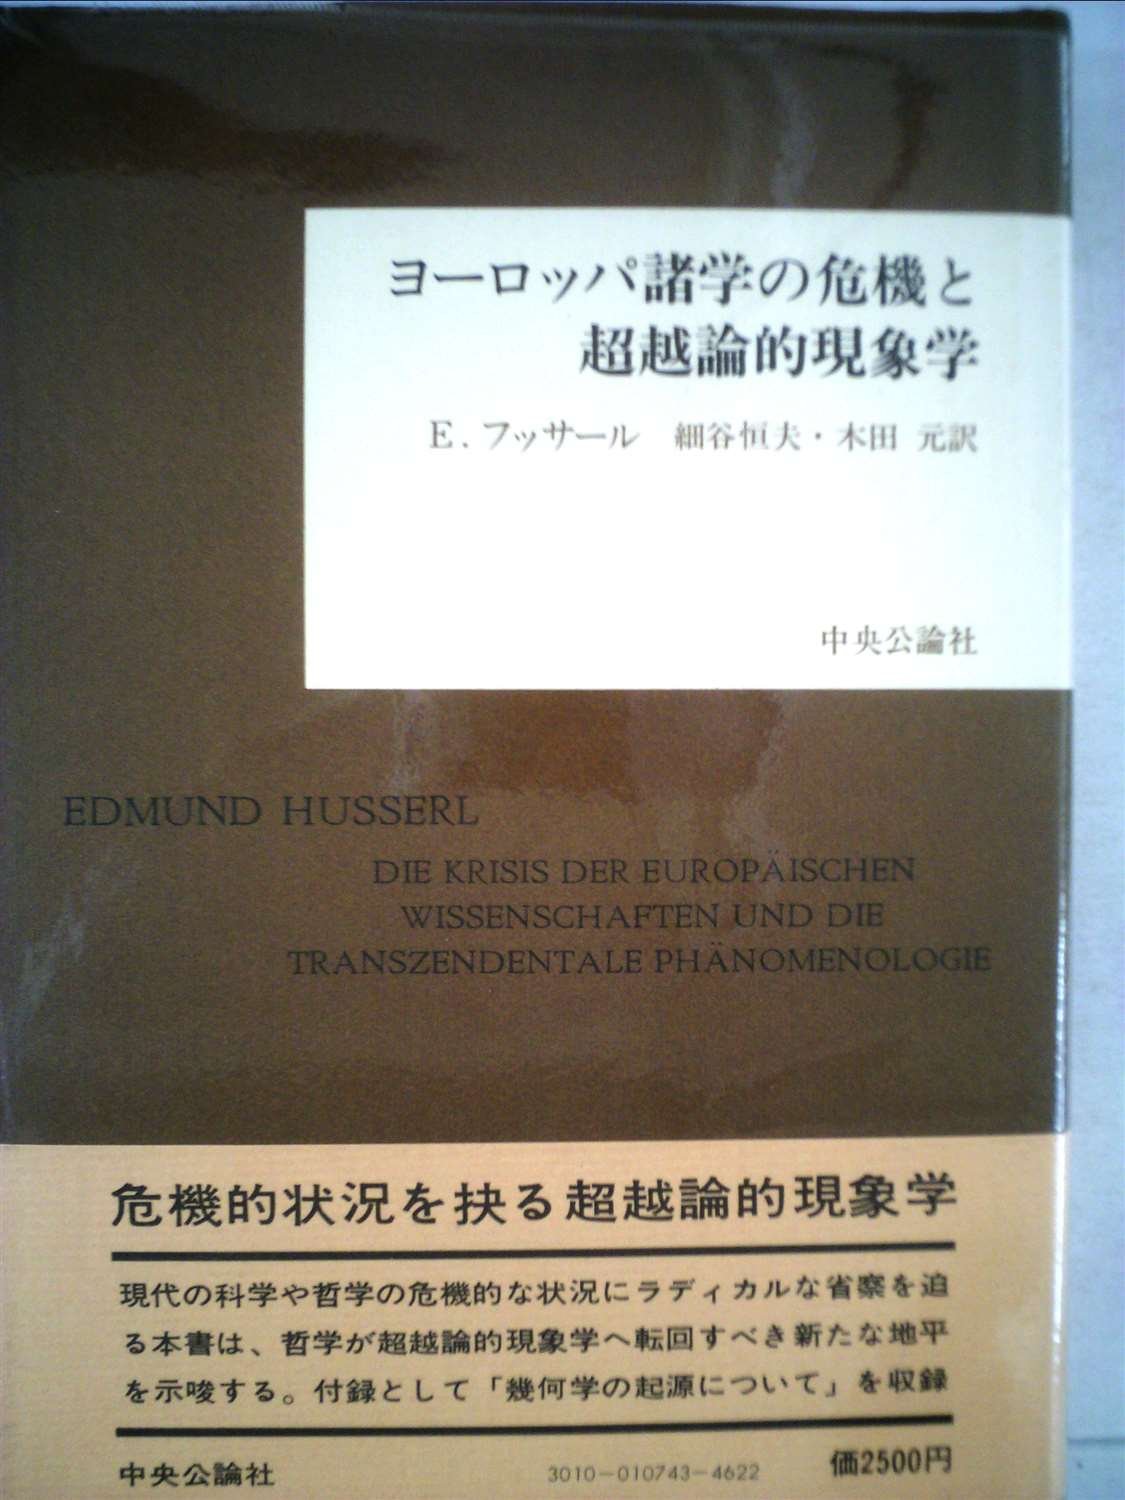 ヨーロッパ諸学の危機と
超越論的現象学
E. フッサール 細谷恒夫・木田 元訳
中央公論社
EDMUND HUSSERL
DIE KRISIS DER EUROPÄISCHEN
WISSENSCHAFTEN UND DIE
TRANSZENDENTALE PHÄNOMENOLOGIE
危機的状況を抉る超越論的現象学
現代の科学や哲学の危機的な状況にラディカルな省察を迫
る本書は、哲学が超越論的現象学へ転回すべき新たな地平
を示唆する。付録として「幾何学の起源について」を収録
中央公論社 3010-010743-4622 価2500円